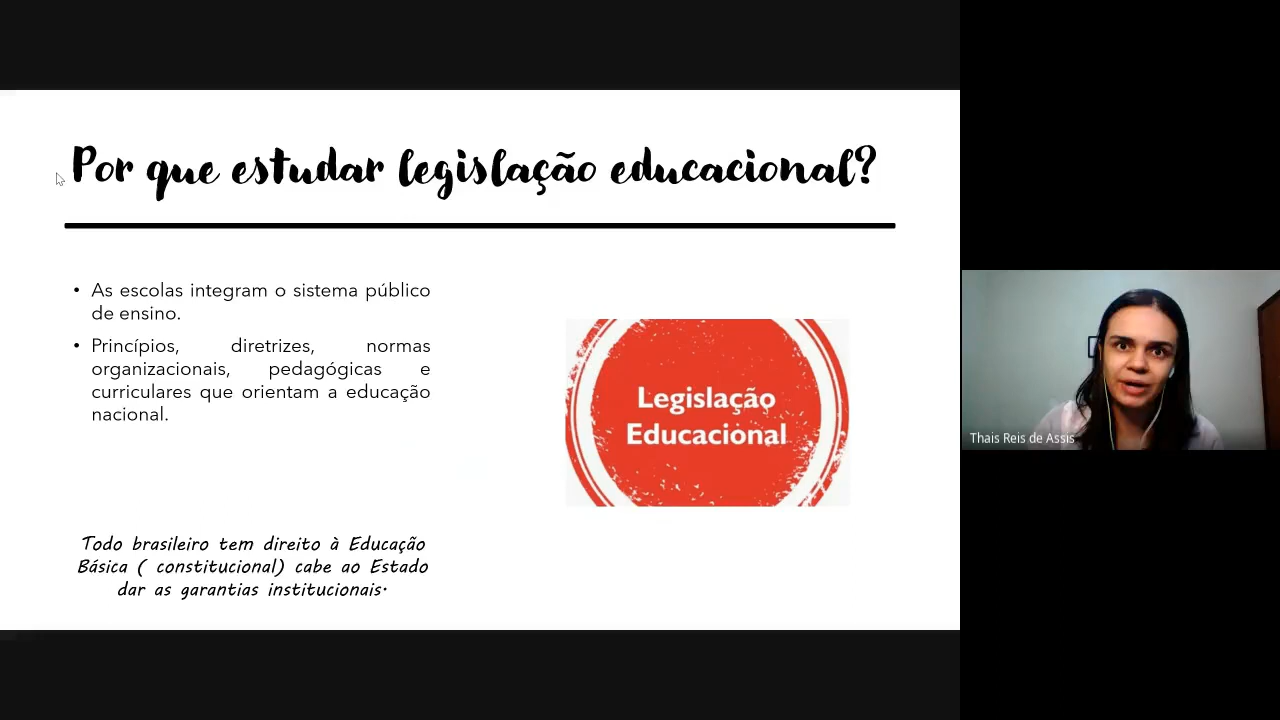 Por que estudar legislação educacional?
• As escolas integram o sistema público
de ensino.
• Princípios, diretrizes, normas
organizacionais, pedagógicas e
curriculares que orientam a educação
nacional.
Legislação
Educacional
Todo brasileiro tem direito à Educação
Básica ( constitucional) cabe ao Estado
dar as garantias institucionais.
Thais Reis de Assis